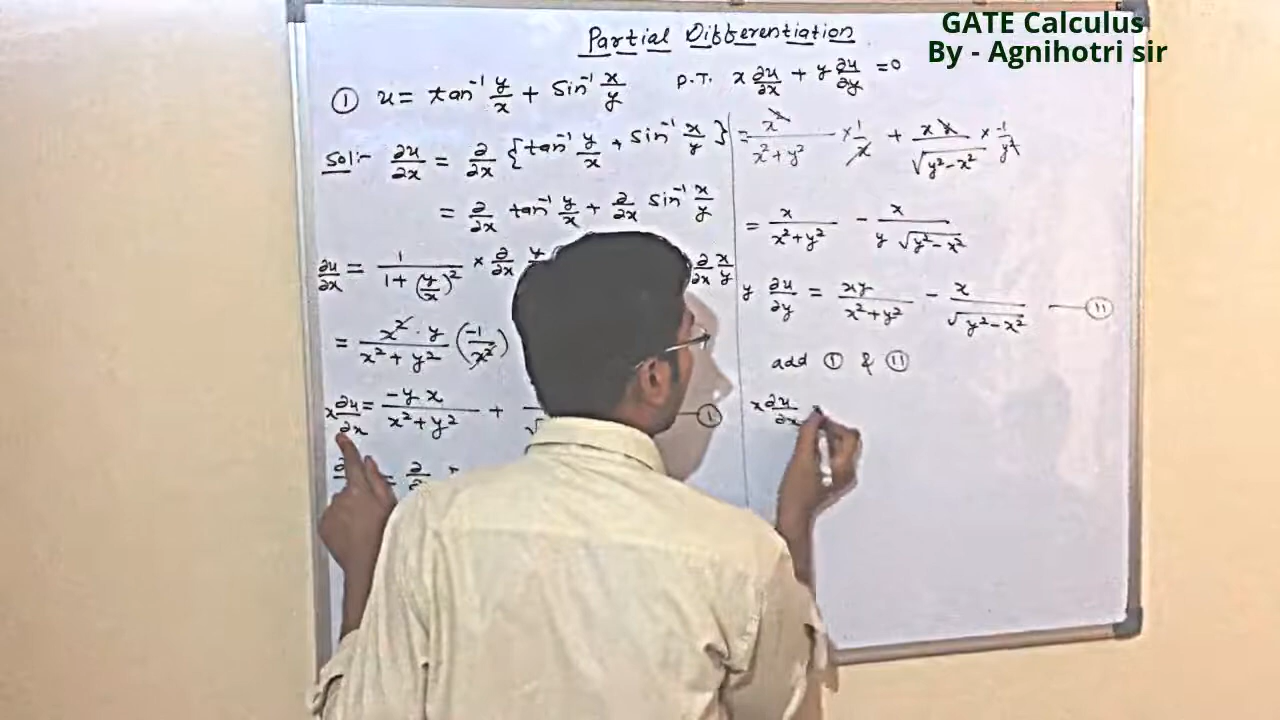 GATE Calculus
By - Agnihotri sir
Partial Differentiation
① u = tan⁻¹ y/x + sin⁻¹ x/y P.T. x ∂u/∂x + y ∂u/∂y = 0
Sol:- ∂u/∂x = ∂/∂x {tan⁻¹ y/x + sin⁻¹ x/y}
= ∂/∂x tan⁻¹ y/x + ∂/∂x sin⁻¹ x/y
∂u/∂x = 1/(1 + (y/x)²) × ∂/∂x y ∂/∂x x/y
= x² · y/(x² + y²) (-1/x²)
x ∂u/∂x = -y x/(x² + y²) + ①
= ∂
= x²/(x² + y²) × 1/x + x x/√(y² - x²) × -1/y²
= x/(x² + y²) - x/(y √(y² - x²))
y ∂u/∂y = xy/(x² + y²) - x/√(y² - x²) — ⑪
add ① & ⑪
x ∂u/∂x